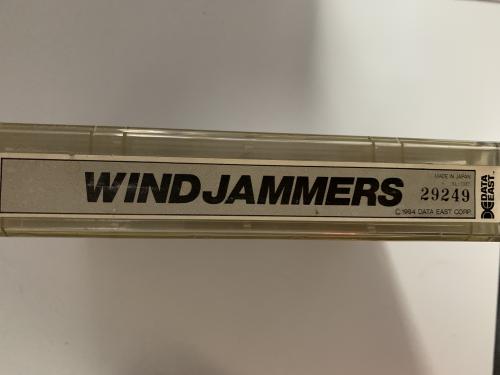 WINDJAMMERS
MADE IN JAPAN
29249
© 1994 DATA EAST CORP.
DATA
EAST